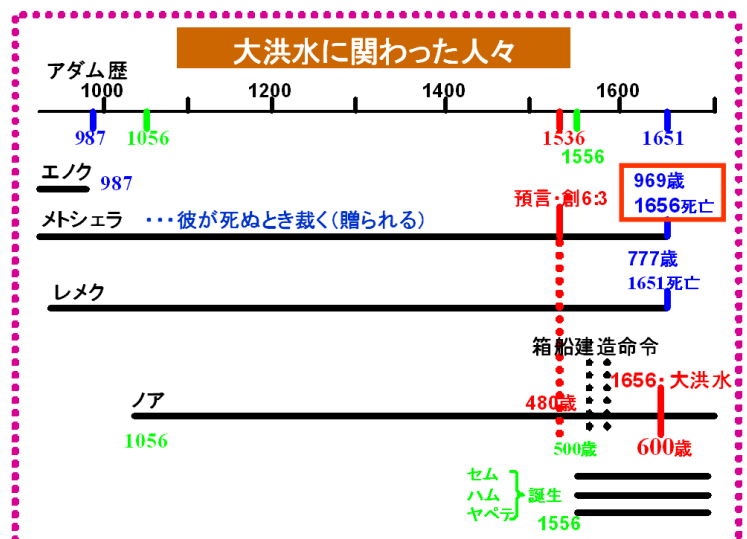 大洪水に関わった人々
アダム歴
1000 1200 1400 1600
987 1056 1536 1651
1556
エノク 987
預言・創6:3
969歳
1656死亡
メトシェラ ・・・彼が死ぬとき裁く(贈られる)
777歳
1651死亡
レメク
箱船建造命令
1656・大洪水
ノア
480歳
1056
500歳
600歳
セム
ハム
ヤペテ
誕生
1556